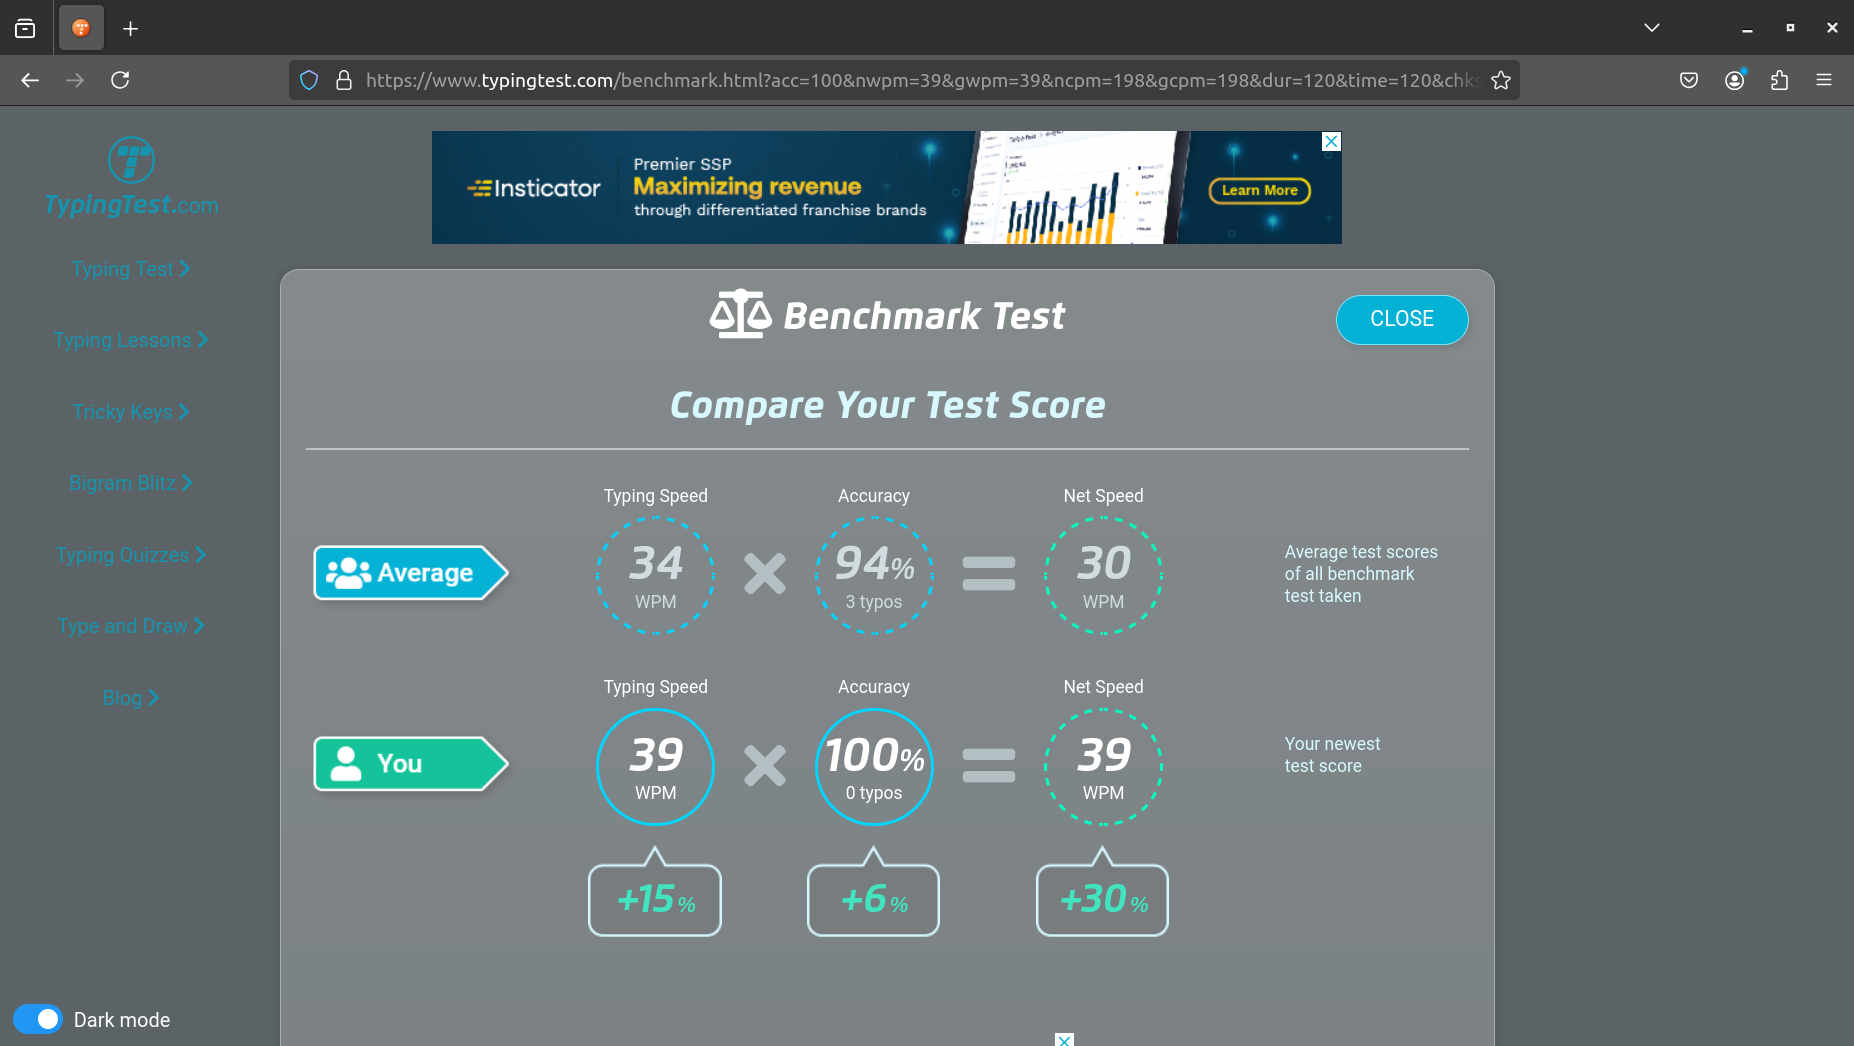 https://www.typingtest.com/benchmark.html?acc=100&nwpm=39&gwpm=39&ncpm=198&gcpm=198&dur=120&time=120&chks
TypingTest.com
Typing Test
Typing Lessons
Tricky Keys
Bigram Blitz
Typing Quizzes
Type and Draw
Blog
Dark mode
Insticator
Premier SSP
Maximizing revenue
through differentiated franchise brands
Learn More
Benchmark Test
CLOSE
Compare Your Test Score
Typing Speed
Accuracy
Net Speed
Average
34
WPM
94%
3 typos
30
WPM
Average test scores
of all benchmark
test taken
Typing Speed
Accuracy
Net Speed
You
39
WPM
100%
0 typos
39
WPM
Your newest
test score
+15%
+6%
+30%